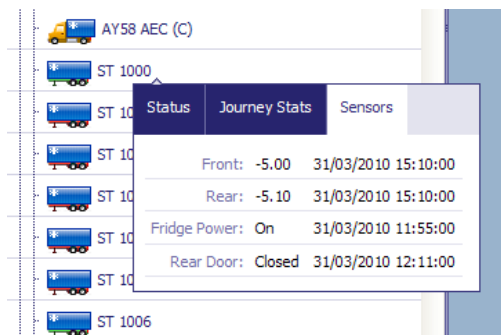 AY58 AEC (C)
ST 1000
Status Journey Stats Sensors
ST 10
ST 10
Front: -5.00 31/03/2010 15:10:00
ST 10
Rear: -5.10 31/03/2010 15:10:00
ST 10
Fridge Power: On 31/03/2010 11:55:00
ST 10
Rear Door: Closed 31/03/2010 12:11:00
ST 1006